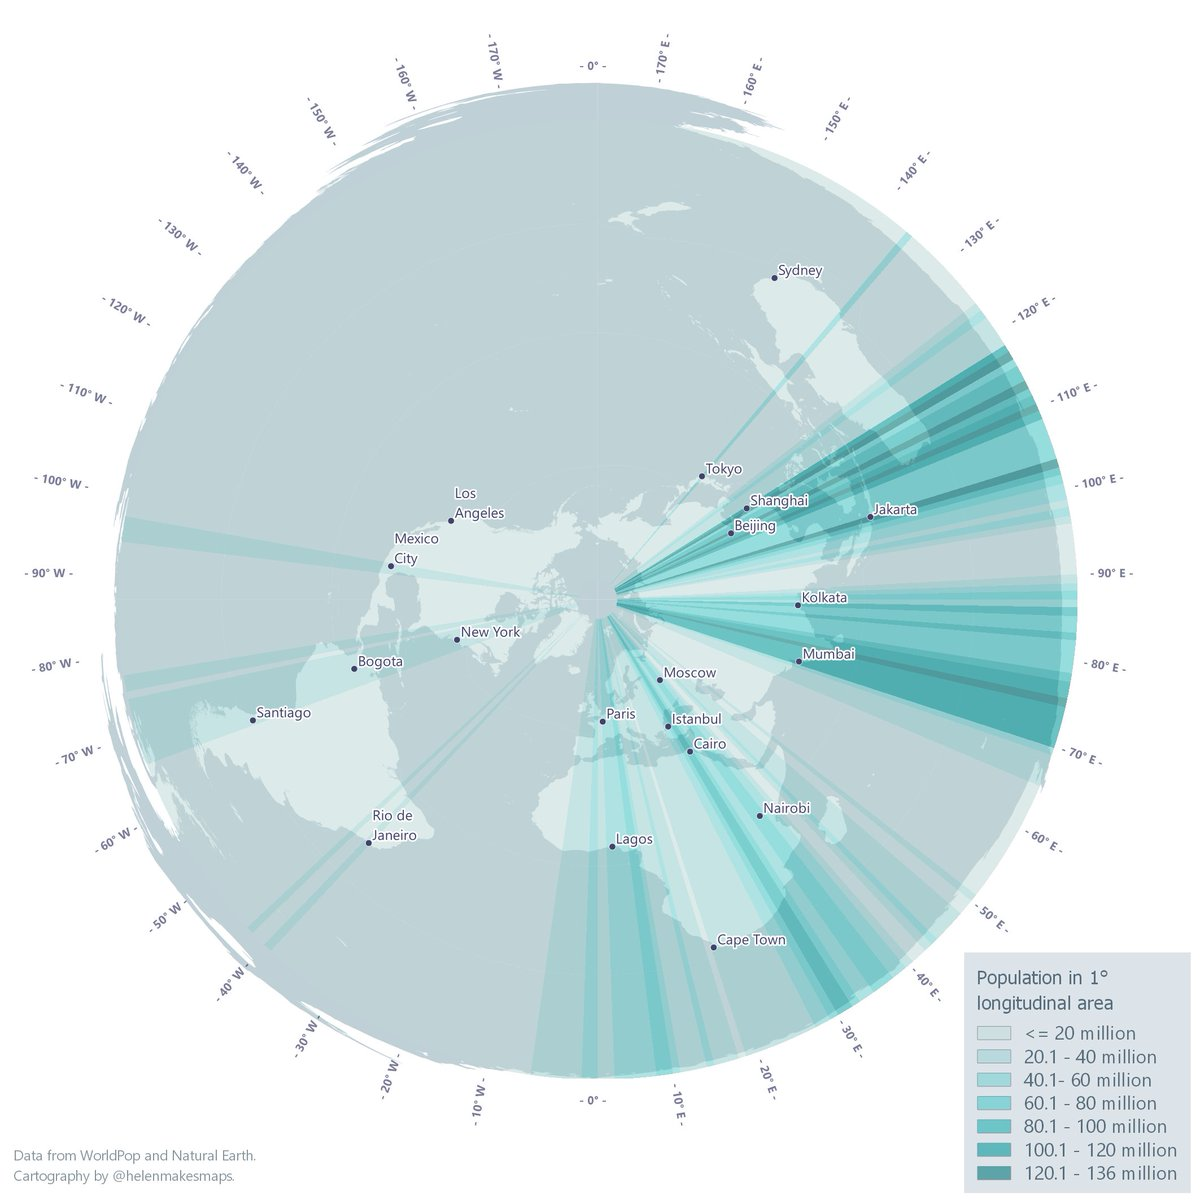 - 0° -
- 170° E -
- 160° E -
- 150° E -
- 140° E -
- 130° E -
- 120° E -
- 110° E -
- 100° E -
- 90° E -
- 80° E -
- 70° E -
- 60° E -
- 50° E -
- 40° E -
- 30° E -
- 20° E -
- 10° E -
- 0° -
- 10° W -
- 20° W -
- 30° W -
- 40° W -
- 50° W -
- 60° W -
- 70° W -
- 80° W -
- 90° W -
- 100° W -
- 110° W -
- 120° W -
- 130° W -
- 140° W -
- 150° W -
- 160° W -
- 170° W -
Sydney
Tokyo
Los
Angeles
Shanghai
Jakarta
Beijing
Mexico
City
Kolkata
New York
Mumbai
Bogota
Moscow
Santiago
Paris
Istanbul
Cairo
Nairobi
Rio de
Janeiro
Lagos
Cape Town
Population in 1°
longitudinal area
<= 20 million
20.1 - 40 million
40.1- 60 million
60.1 - 80 million
80.1 - 100 million
100.1 - 120 million
120.1 - 136 million
Data from WorldPop and Natural Earth.
Cartography by @helenmakesmaps.